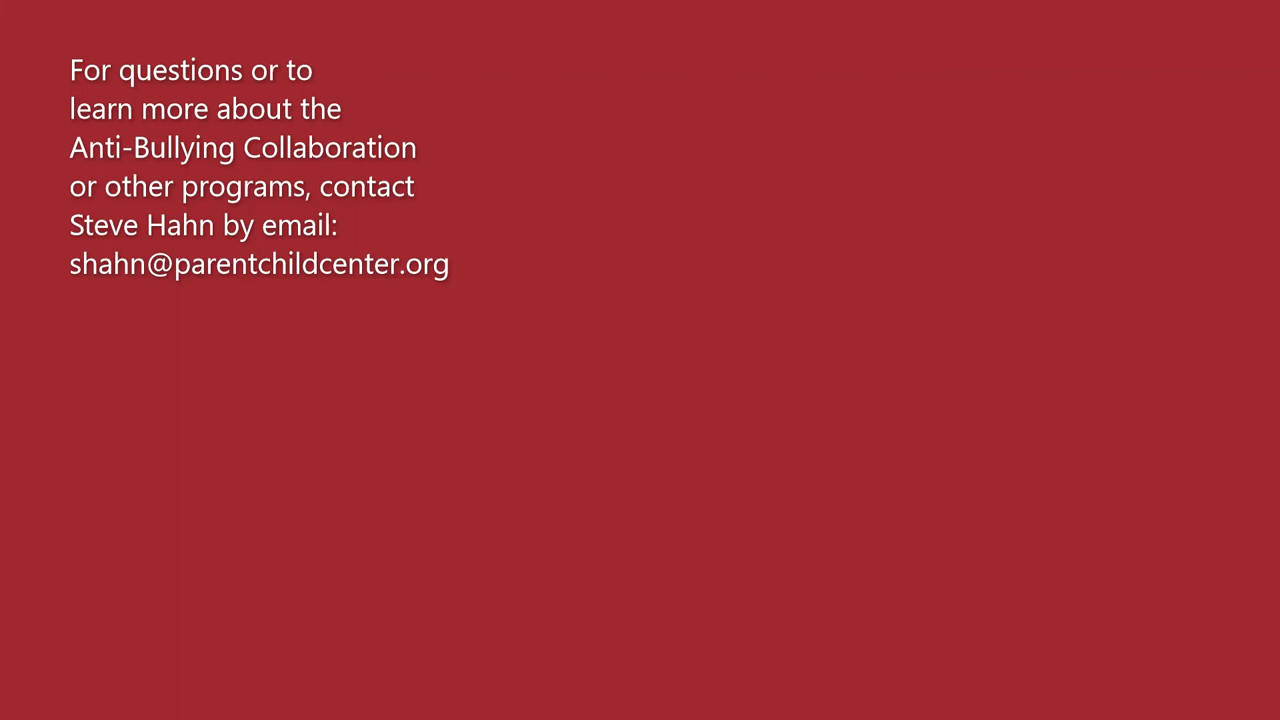 For questions or to
learn more about the
Anti-Bullying Collaboration
or other programs, contact
Steve Hahn by email:
shahn@parentchildcenter.org